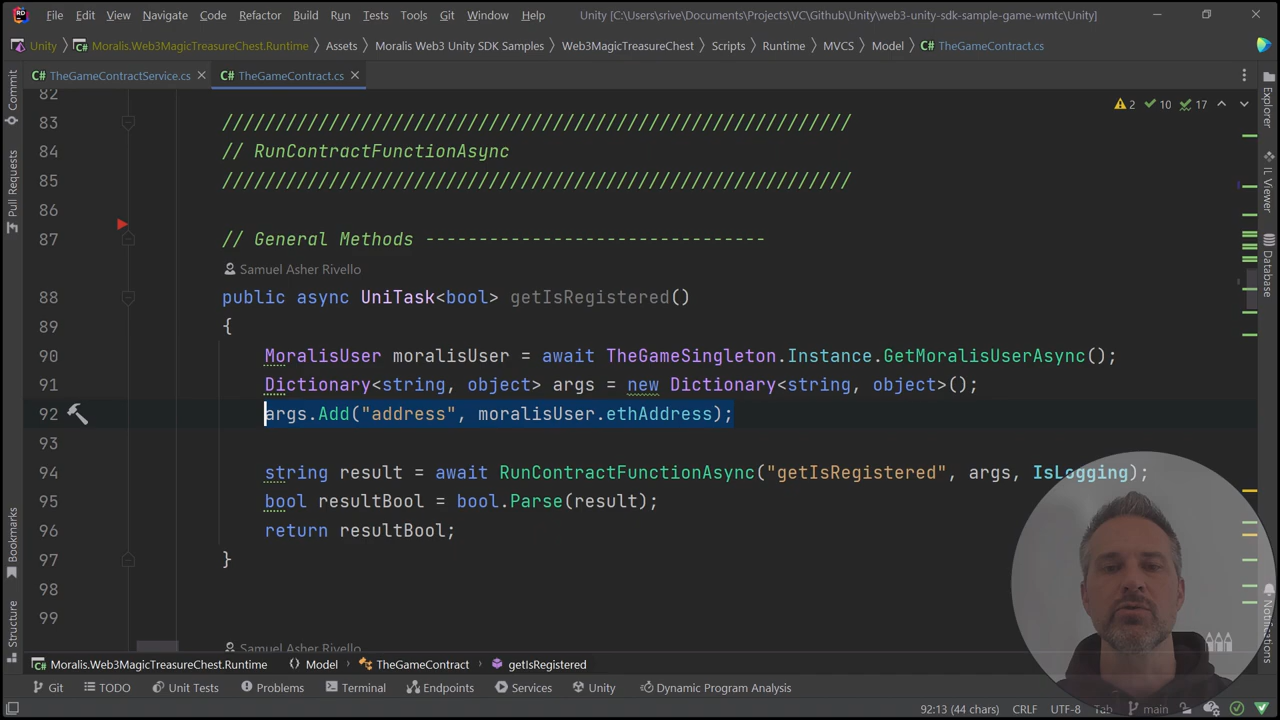 File Edit View Navigate Code Refactor Build Run Tests Tools Git Window Help Unity [C:\Users\srive\Documents\Projects\VC\Github\Unity\web3-unity-sdk-sample-game-wmtc\Unity]
Unity Moralis.Web3MagicTreasureChest.Runtime Assets Moralis Web3 Unity SDK Samples Web3MagicTreasureChest Scripts Runtime MVCS Model TheGameContract.cs
C# TheGameContractService.cs C# TheGameContract.cs
2 10 17
82
83 ////////////////////////////////////////////////////////////
84 // RunContractFunctionAsync
85 ////////////////////////////////////////////////////////////
86
87 // General Methods --------------------------------
Samuel Asher Rivello
88 public async UniTask<bool> getIsRegistered()
89 {
90 MoralisUser moralisUser = await TheGameSingleton.Instance.GetMoralisUserAsync();
91 Dictionary<string, object> args = new Dictionary<string, object>();
92 args.Add("address", moralisUser.ethAddress);
93
94 string result = await RunContractFunctionAsync("getIsRegistered", args, IsLogging);
95 bool resultBool = bool.Parse(result);
96 return resultBool;
97 }
98
99
Samuel Asher Rivello
Commit
Pull Requests
Bookmarks
Structure
Explorer
IL Viewer
Database
Notifications
Moralis.Web3MagicTreasureChest.Runtime Model TheGameContract getIsRegistered
Git TODO Unit Tests Problems Terminal Endpoints Services Unity Dynamic Program Analysis
92:13 (44 chars) CRLF UTF-8 Tab main